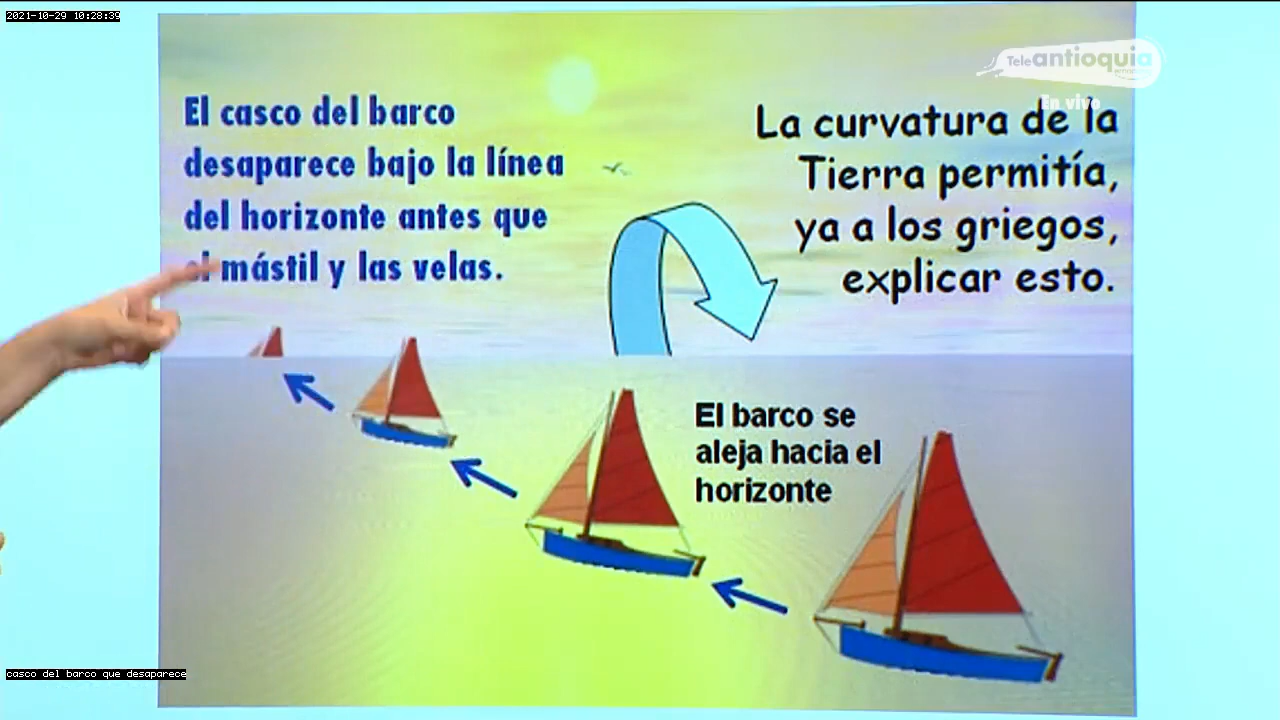 2021-10-29 10:28:39
Teleantioquia
En vivo
El casco del barco
desaparece bajo la línea
del horizonte antes que
el mástil y las velas.
La curvatura de la
Tierra permitía,
ya a los griegos,
explicar esto.
El barco se
aleja hacia el
horizonte
casco del barco que desaparece